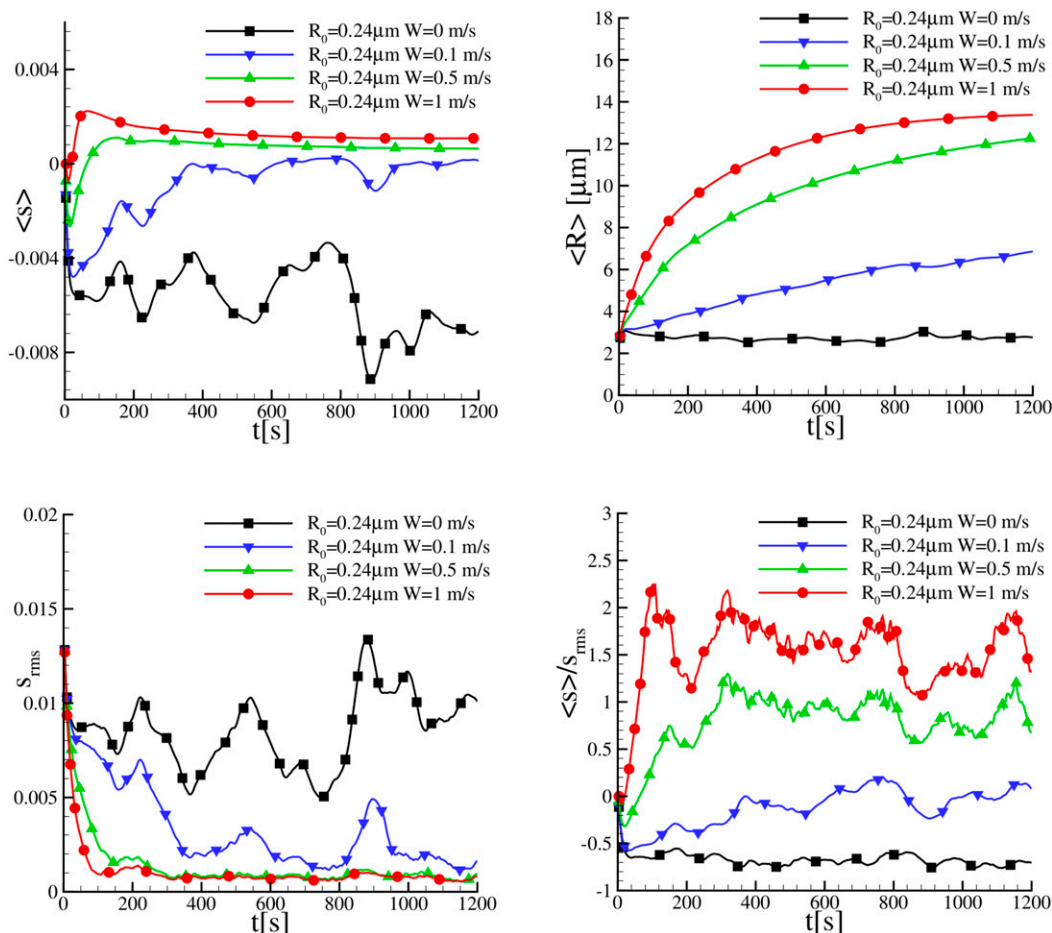 0.004
0
-0.004
-0.008
<s>
R₀=0.24μm W=0 m/s
R₀=0.24μm W=0.1 m/s
R₀=0.24μm W=0.5 m/s
R₀=0.24μm W=1 m/s
0 200 400 600 800 1000 1200
t[s]
18
16
14
12
10
8
6
4
2
0
<R> [μm]
R₀=0.24μm W=0 m/s
R₀=0.24μm W=0.1 m/s
R₀=0.24μm W=0.5 m/s
R₀=0.24μm W=1 m/s
0 200 400 600 800 1000 1200
t[s]
0.02
0.015
0.01
0.005
0
s_rms
R₀=0.24μm W=0 m/s
R₀=0.24μm W=0.1 m/s
R₀=0.24μm W=0.5 m/s
R₀=0.24μm W=1 m/s
0 200 400 600 800 1000 1200
t[s]
3
2.5
2
1.5
1
0.5
0
-0.5
-1
<s>/s_rms
R₀=0.24μm W=0 m/s
R₀=0.24μm W=0.1 m/s
R₀=0.24μm W=0.5 m/s
R₀=0.24μm W=1 m/s
0 200 400 600 800 1000 1200
t[s]